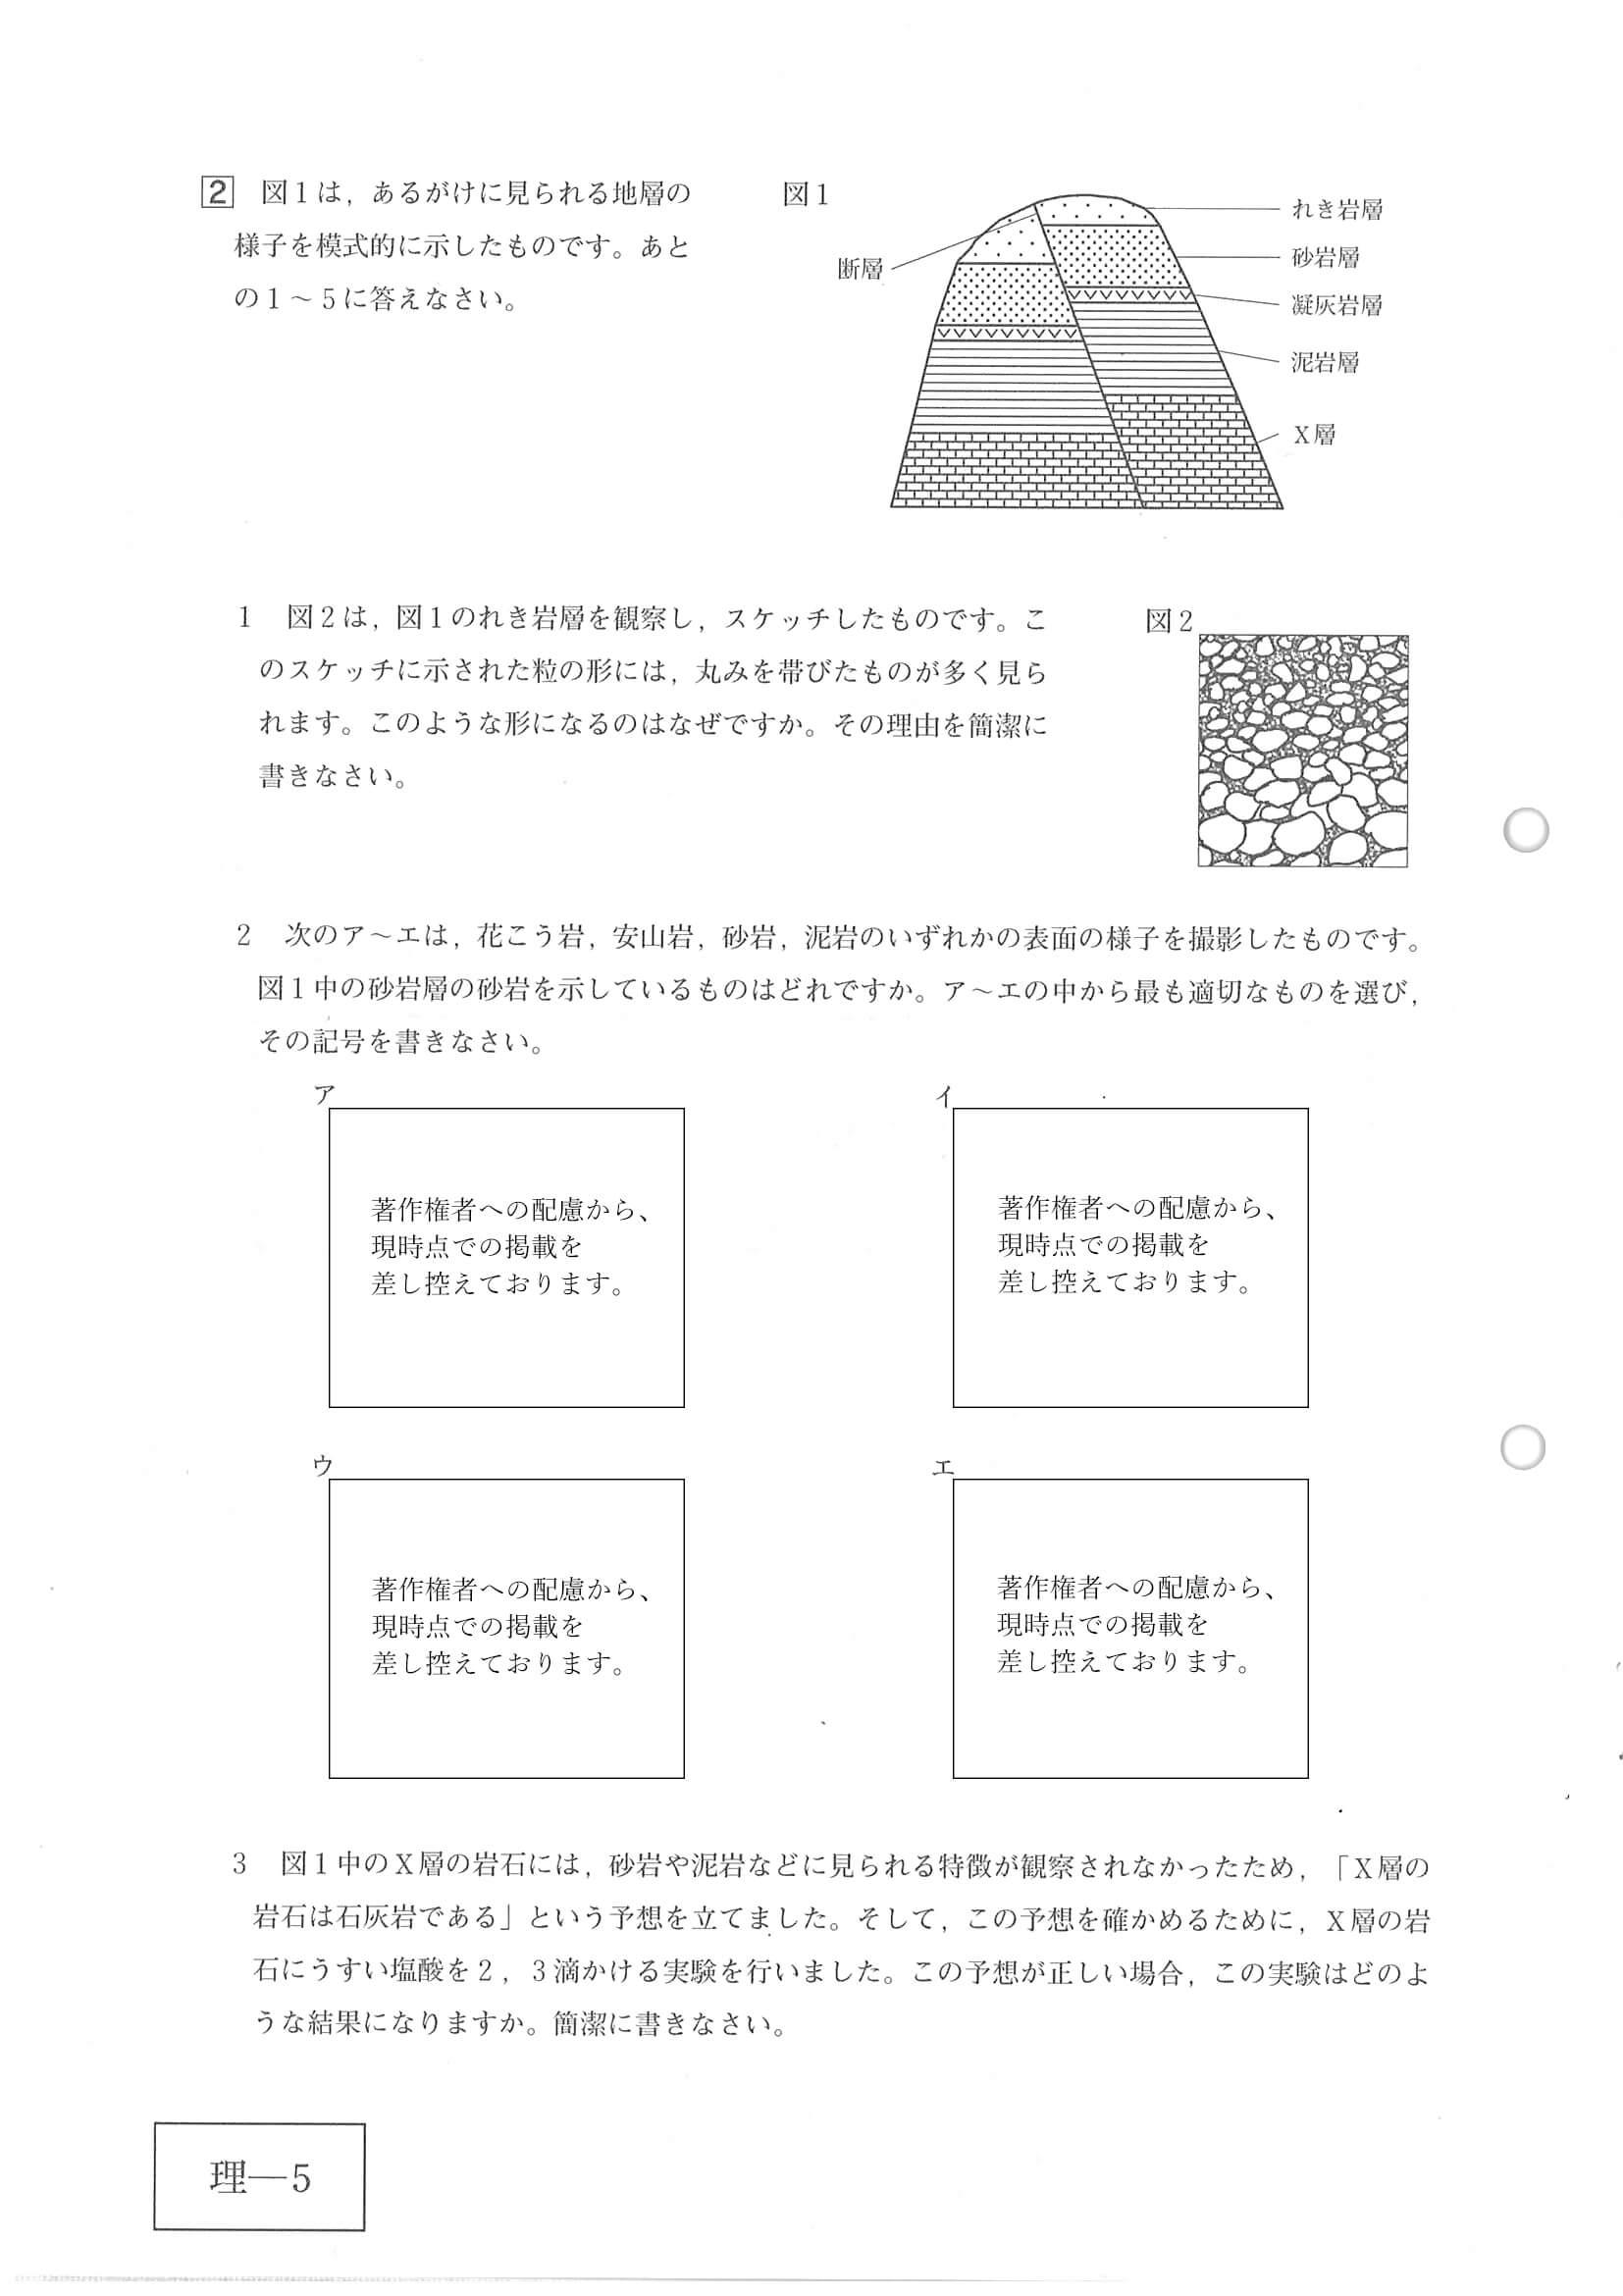 2 図1は，あるがけに見られる地層の
様子を模式的に示したものです。あと
の1～5に答えなさい。
図1
断層
れき岩層
砂岩層
凝灰岩層
泥岩層
X層
1 図2は，図1のれき岩層を観察し，スケッチしたものです。こ
のスケッチに示された粒の形には，丸みを帯びたものが多く見ら
れます。このような形になるのはなぜですか。その理由を簡潔に
書きなさい。
図2
2 次のア～エは，花こう岩，安山岩，砂岩，泥岩のいずれかの表面の様子を撮影したものです。
図1中の砂岩層の砂岩を示しているものはどれですか。ア～エの中から最も適切なものを選び，
その記号を書きなさい。
ア
著作権者への配慮から、
現時点での掲載を
差し控えております。
イ
著作権者への配慮から、
現時点での掲載を
差し控えております。
ウ
著作権者への配慮から、
現時点での掲載を
差し控えております。
エ
著作権者への配慮から、
現時点での掲載を
差し控えております。
3 図1中のX層の岩石には，砂岩や泥岩などに見られる特徴が観察されなかったため，「X層の
岩石は石灰岩である」という予想を立てました。そして，この予想を確かめるために，X層の岩
石にうすい塩酸を2，3滴かける実験を行いました。この予想が正しい場合，この実験はどのよ
うな結果になりますか。簡潔に書きなさい。
理―5